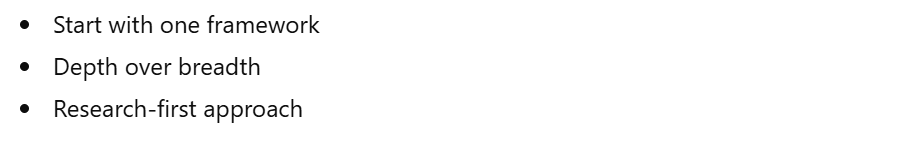 • Start with one framework
• Depth over breadth
• Research-first approach